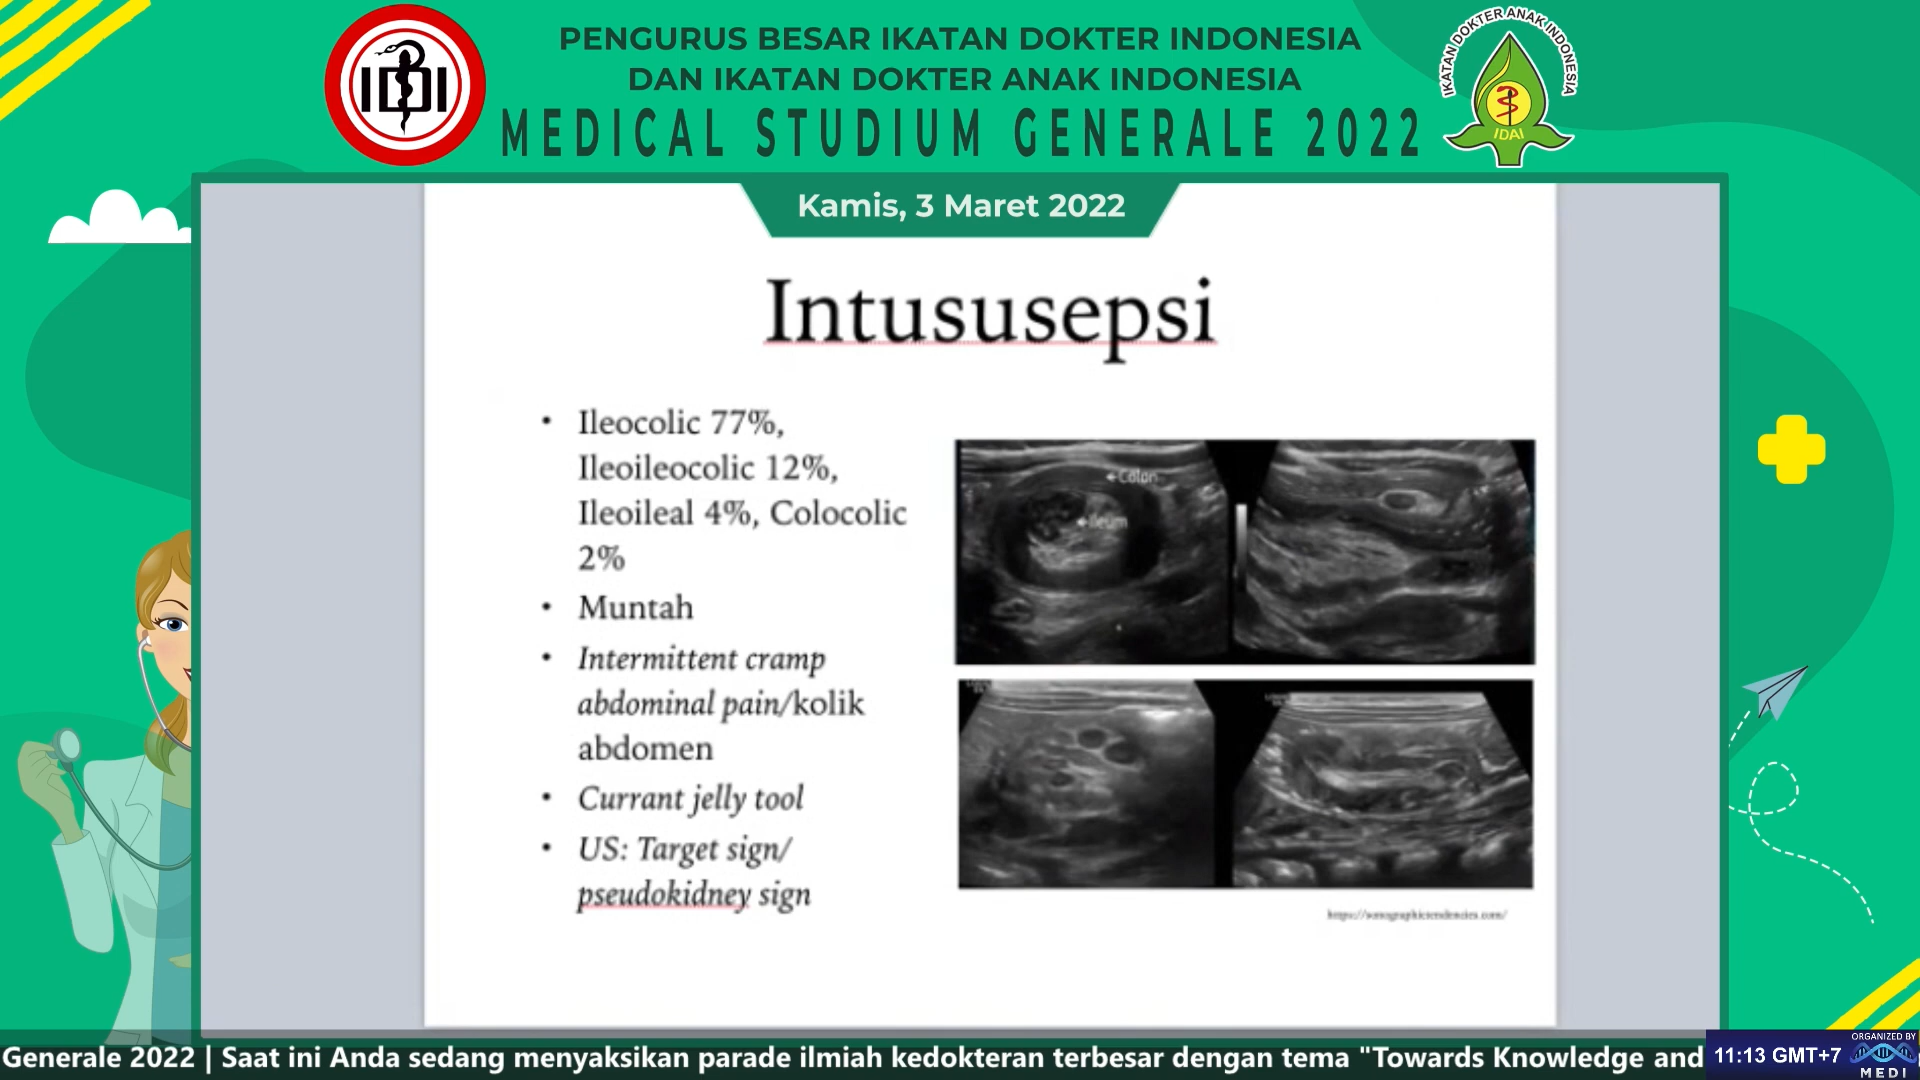 PENGURUS BESAR IKATAN DOKTER INDONESIA
DAN IKATAN DOKTER ANAK INDONESIA
MEDICAL STUDIUM GENERALE 2022
IDI
IKATAN DOKTER ANAK INDONESIA
IDAI
Kamis, 3 Maret 2022
Intususepsi
• Ileocolic 77%,
Ileoileocolic 12%,
Ileoileal 4%, Colocolic
2%
• Muntah
• Intermittent cramp
abdominal pain/kolik
abdomen
• Currant jelly tool
• US: Target sign/
pseudokidney sign
Colon
Ileum
https://sonographictendencies.com/
Generale 2022 | Saat ini Anda sedang menyaksikan parade ilmiah kedokteran terbesar dengan tema "Towards Knowledge and
11:13 GMT+7
ORGANIZED BY
MEDI